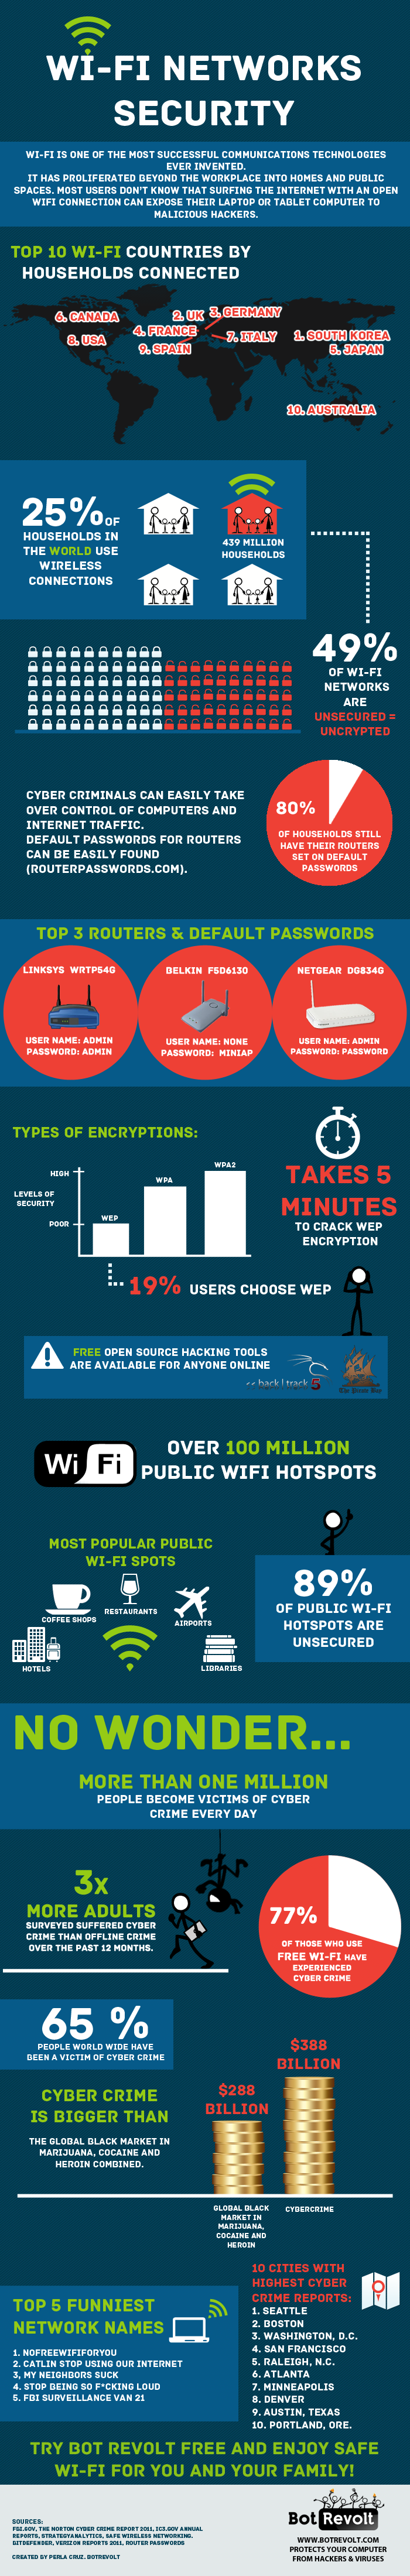 WI-FI NETWORKS
SECURITY
WI-FI IS ONE OF THE MOST SUCCESSFUL COMMUNICATIONS TECHNOLOGIES
EVER INVENTED.
IT HAS PROLIFERATED BEYOND THE WORKPLACE INTO HOMES AND PUBLIC
SPACES. MOST USERS DON'T KNOW THAT SURFING THE INTERNET WITH AN OPEN
WIFI CONNECTION CAN EXPOSE THEIR LAPTOP OR TABLET COMPUTER TO
MALICIOUS HACKERS.
TOP 10 WI-FI COUNTRIES BY
HOUSEHOLDS CONNECTED
6. CANADA
2. UK
3. GERMANY
4. FRANCE
8. USA
7. ITALY
1. SOUTH KOREA
9. SPAIN
5. JAPAN
10. AUSTRALIA
25% OF
HOUSEHOLDS IN
THE WORLD USE
WIRELESS
CONNECTIONS
439 MILLION
HOUSEHOLDS
49%
OF WI-FI
NETWORKS
ARE
UNSECURED =
UNCRYPTED
CYBER CRIMINALS CAN EASILY TAKE
OVER CONTROL OF COMPUTERS AND
INTERNET TRAFFIC.
DEFAULT PASSWORDS FOR ROUTERS
CAN BE EASILY FOUND
(ROUTERPASSWORDS.COM).
80%
OF HOUSEHOLDS STILL
HAVE THEIR ROUTERS
SET ON DEFAULT
PASSWORDS
TOP 3 ROUTERS & DEFAULT PASSWORDS
LINKSYS WRTP54G
USER NAME: ADMIN
PASSWORD: ADMIN
BELKIN F5D6130
USER NAME: NONE
PASSWORD: MINIAP
NETGEAR DG834G
USER NAME: ADMIN
PASSWORD: PASSWORD
TYPES OF ENCRYPTIONS:
HIGH
LEVELS OF
SECURITY
POOR
WEP
WPA
WPA2
TAKES 5
MINUTES
TO CRACK WEP
ENCRYPTION
19% USERS CHOOSE WEP
FREE OPEN SOURCE HACKING TOOLS
ARE AVAILABLE FOR ANYONE ONLINE
<< back | track 5
The Pirate Bay
Wi Fi
OVER 100 MILLION
PUBLIC WIFI HOTSPOTS
MOST POPULAR PUBLIC
WI-FI SPOTS
COFFEE SHOPS
RESTAURANTS
AIRPORTS
HOTELS
LIBRARIES
89%
OF PUBLIC WI-FI
HOTSPOTS ARE
UNSECURED
NO WONDER...
MORE THAN ONE MILLION
PEOPLE BECOME VICTIMS OF CYBER
CRIME EVERY DAY
3x
MORE ADULTS
SURVEYED SUFFERED CYBER
CRIME THAN OFFLINE CRIME
OVER THE PAST 12 MONTHS.
77%
OF THOSE WHO USE
FREE WI-FI HAVE
EXPERIENCED
CYBER CRIME
65 %
PEOPLE WORLD WIDE HAVE
BEEN A VICTIM OF CYBER CRIME
CYBER CRIME
IS BIGGER THAN
THE GLOBAL BLACK MARKET IN
MARIJUANA, COCAINE AND
HEROIN COMBINED.
$288
BILLION
$388
BILLION
GLOBAL BLACK
MARKET IN
MARIJUANA,
COCAINE AND
HEROIN
CYBERCRIME
TOP 5 FUNNIEST
NETWORK NAMES
1. NOFREEWIFIFORYOU
2. CATLIN STOP USING OUR INTERNET
3, MY NEIGHBORS SUCK
4. STOP BEING SO F*CKING LOUD
5. FBI SURVEILLANCE VAN 21
10 CITIES WITH
HIGHEST CYBER
CRIME REPORTS:
1. SEATTLE
2. BOSTON
3. WASHINGTON, D.C.
4. SAN FRANCISCO
5. RALEIGH, N.C.
6. ATLANTA
7. MINNEAPOLIS
8. DENVER
9. AUSTIN, TEXAS
10. PORTLAND, ORE.
TRY BOT REVOLT FREE AND ENJOY SAFE
WI-FI FOR YOU AND YOUR FAMILY!
SOURCES:
FBI.GOV, THE NORTON CYBER CRIME REPORT 2011, IC3.GOV ANNUAL
REPORTS, STRATEGYANALYTICS, SAFE WIRELESS NETWORKING.
BITDEFENDER, VERIZON REPORTS 2011, ROUTER PASSWORDS
CREATED BY PERLA CRUZ. BOTREVOLT
Bot Revolt
WWW.BOTREVOLT.COM
PROTECTS YOUR COMPUTER
FROM HACKERS & VIRUSES